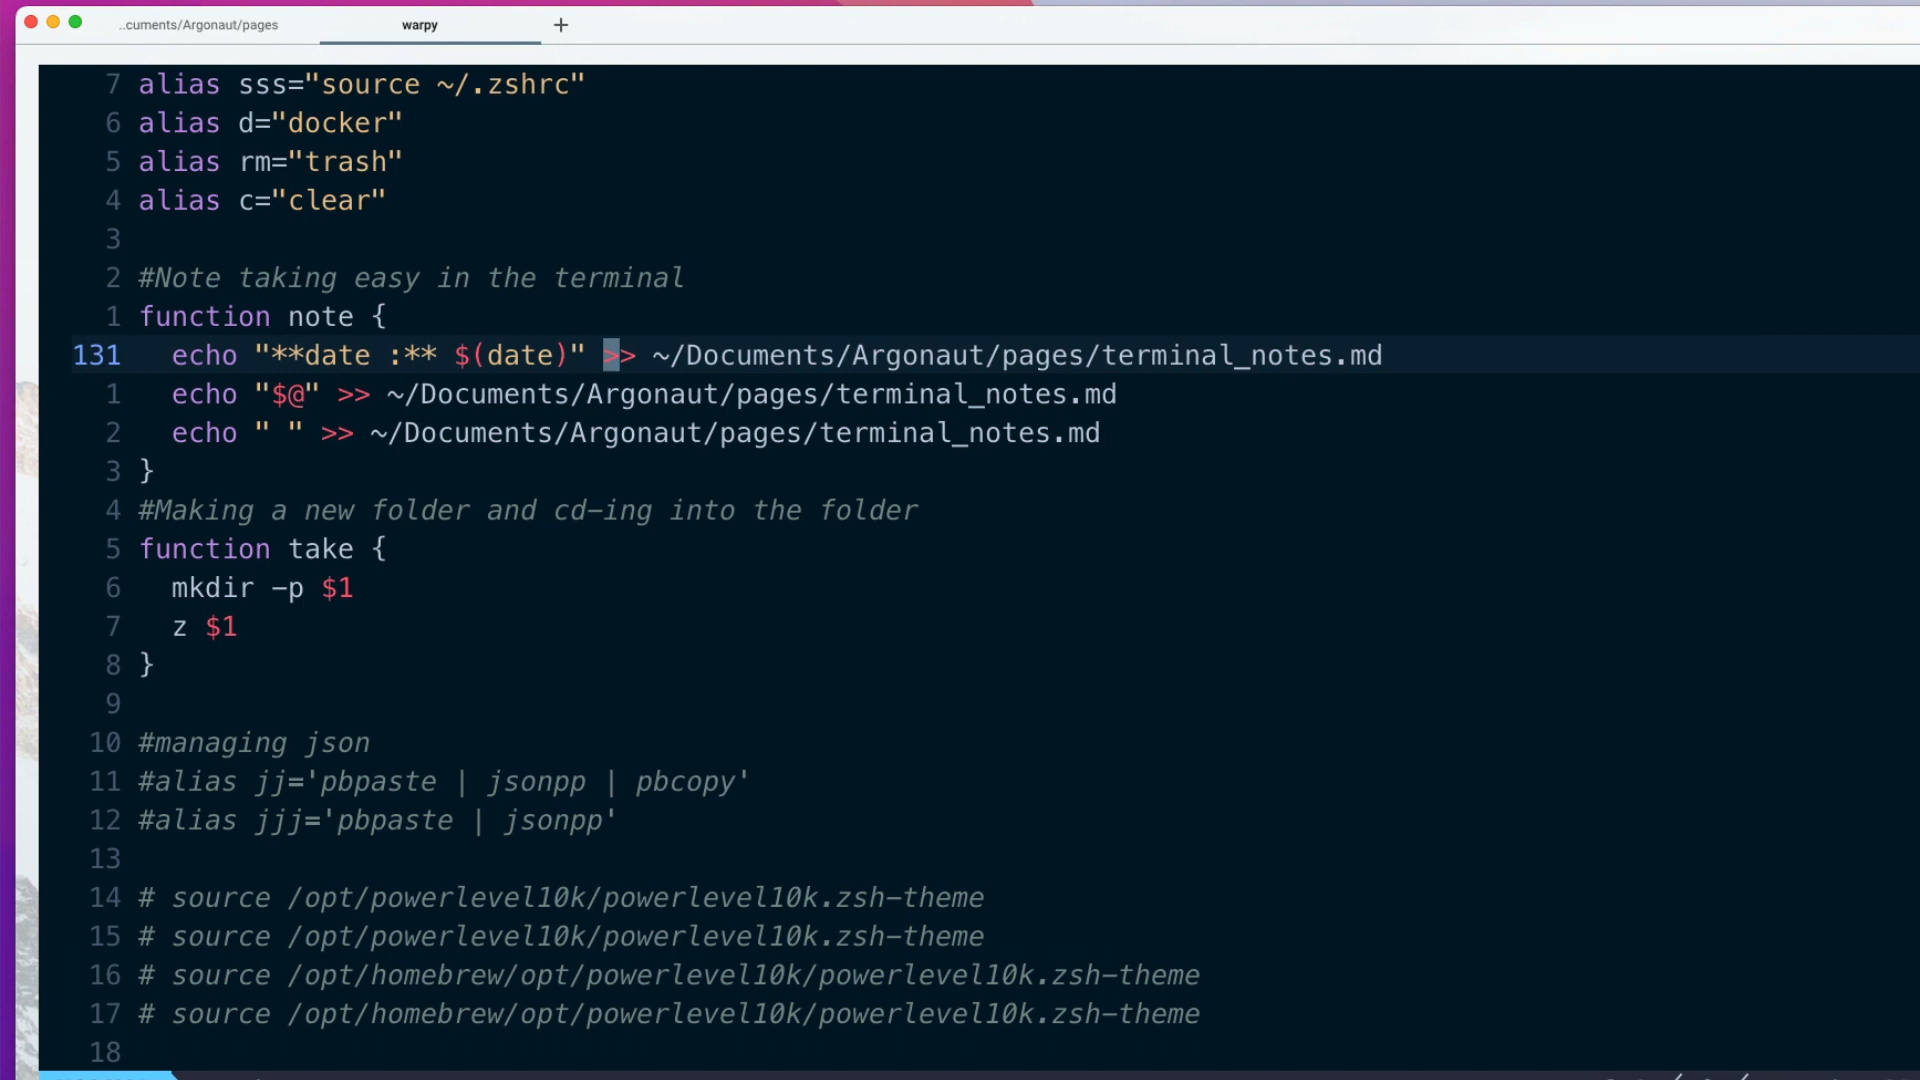 ..cuments/Argonaut/pages warpy +
7 alias sss="source ~/.zshrc"
6 alias d="docker"
5 alias rm="trash"
4 alias c="clear"
3
2 #Note taking easy in the terminal
1 function note {
131 echo "**date :** $(date)" >> ~/Documents/Argonaut/pages/terminal_notes.md
1 echo "$@" >> ~/Documents/Argonaut/pages/terminal_notes.md
2 echo " " >> ~/Documents/Argonaut/pages/terminal_notes.md
3 }
4 #Making a new folder and cd-ing into the folder
5 function take {
6 mkdir -p $1
7 z $1
8 }
9
10 #managing json
11 #alias jj='pbpaste | jsonpp | pbcopy'
12 #alias jjj='pbpaste | jsonpp'
13
14 # source /opt/powerlevel10k/powerlevel10k.zsh-theme
15 # source /opt/powerlevel10k/powerlevel10k.zsh-theme
16 # source /opt/homebrew/opt/powerlevel10k/powerlevel10k.zsh-theme
17 # source /opt/homebrew/opt/powerlevel10k/powerlevel10k.zsh-theme
18